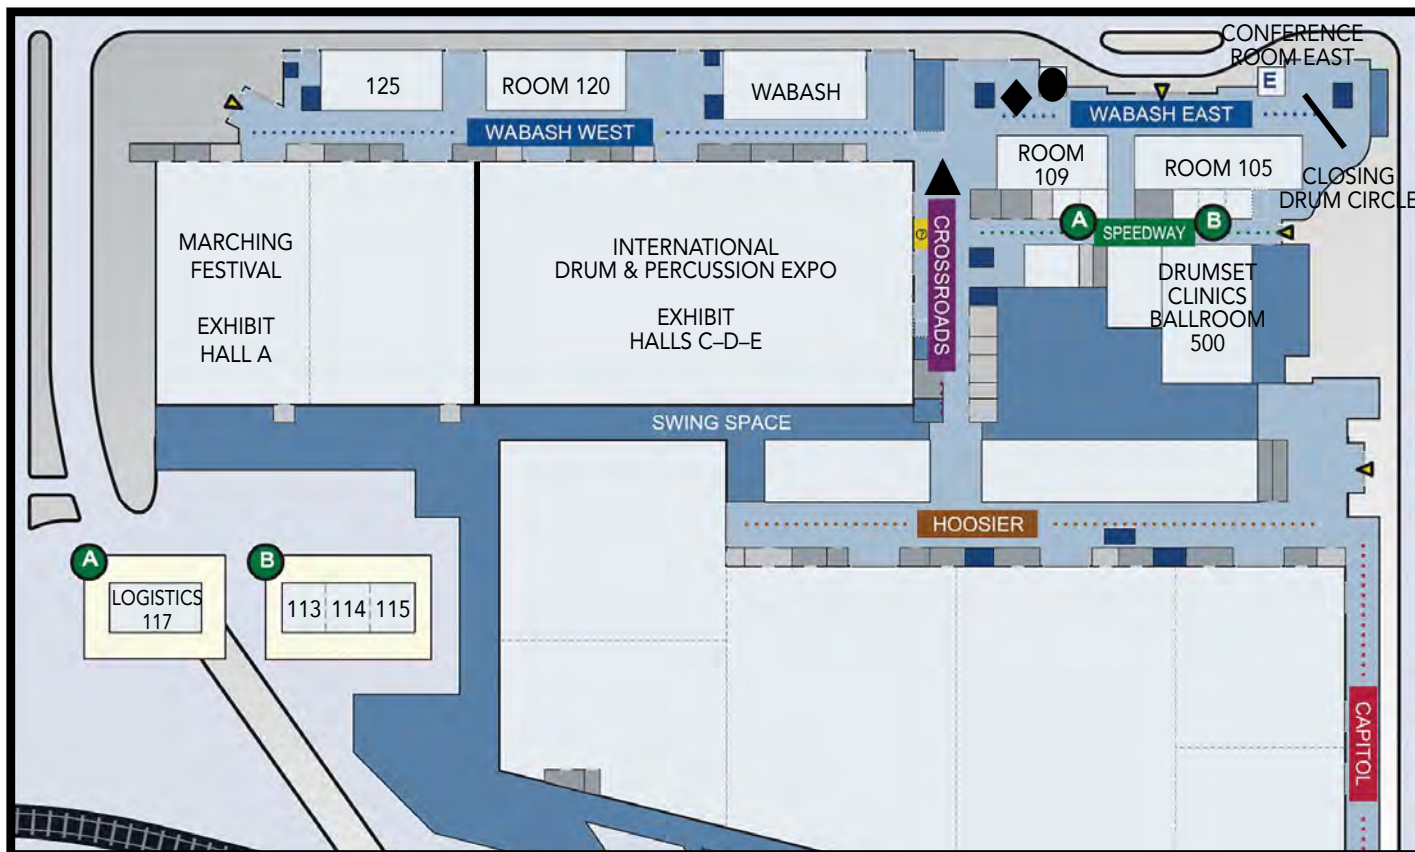 CONFERENCE
ROOM EAST
125
ROOM 120
WABASH
E
WABASH WEST
WABASH EAST
ROOM
109
ROOM 105
CLOSING
DRUM CIRCLE
A
B
SPEEDWAY
CROSSROADS
MARCHING
FESTIVAL
EXHIBIT
HALL A
INTERNATIONAL
DRUM & PERCUSSION EXPO
EXHIBIT
HALLS C–D–E
DRUMSET
CLINICS
BALLROOM
500
SWING SPACE
HOOSIER
A
LOGISTICS
117
B
113 114 115
CAPITOL